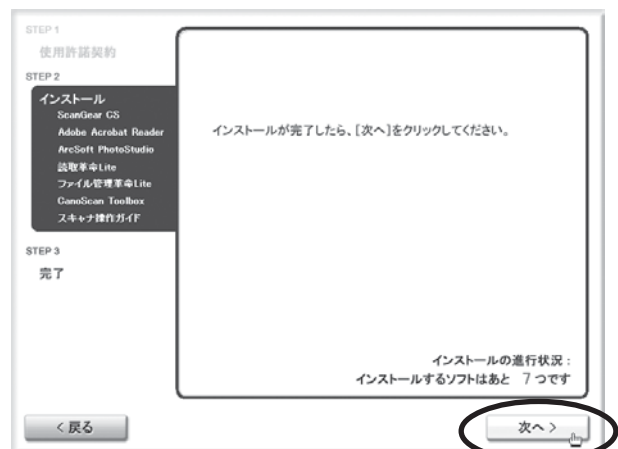 STEP 1
使用許諾契約
STEP 2
インストール
ScanGear CS
Adobe Acrobat Reader
ArcSoft PhotoStudio
読取革命Lite
ファイル管理革命Lite
CanoScan Toolbox
スキャナ操作ガイド
STEP 3
完了
インストールが完了したら、[次へ]をクリックしてください。
インストールの進行状況：
インストールするソフトはあと 7つです
< 戻る
次へ >